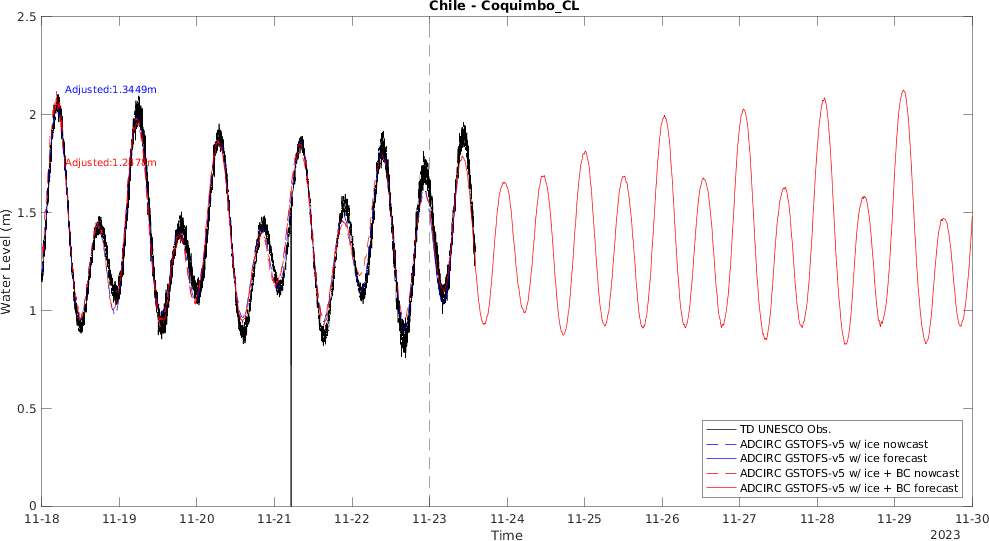 Chile - Coquimbo_CL
2.5
2
1.5
1
0.5
0
Water Level (m)
Adjusted:1.3449m
TD UNESCO Obs.
ADCIRC GSTOFS-v5 w/ ice nowcast
ADCIRC GSTOFS-v5 w/ ice forecast
ADCIRC GSTOFS-v5 w/ ice + BC nowcast
ADCIRC GSTOFS-v5 w/ ice + BC forecast
11-18 11-19 11-20 11-21 11-22 11-23 11-24 11-25 11-26 11-27 11-28 11-29 11-30
Time
2023